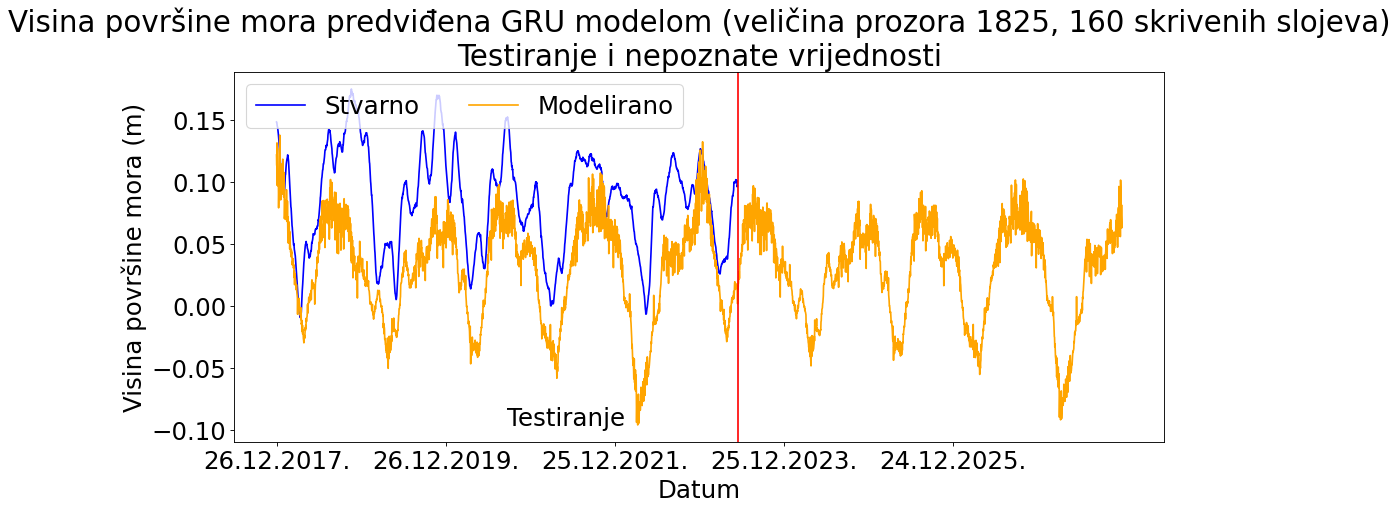 Visina površine mora predviđena GRU modelom (veličina prozora 1825, 160 skrivenih slojeva)
Testiranje i nepoznate vrijednosti
Stvarno
Modelirano
Visina površine mora (m)
0.15
0.10
0.05
0.00
−0.05
−0.10
Testiranje
26.12.2017.
26.12.2019.
25.12.2021.
25.12.2023.
24.12.2025.
Datum